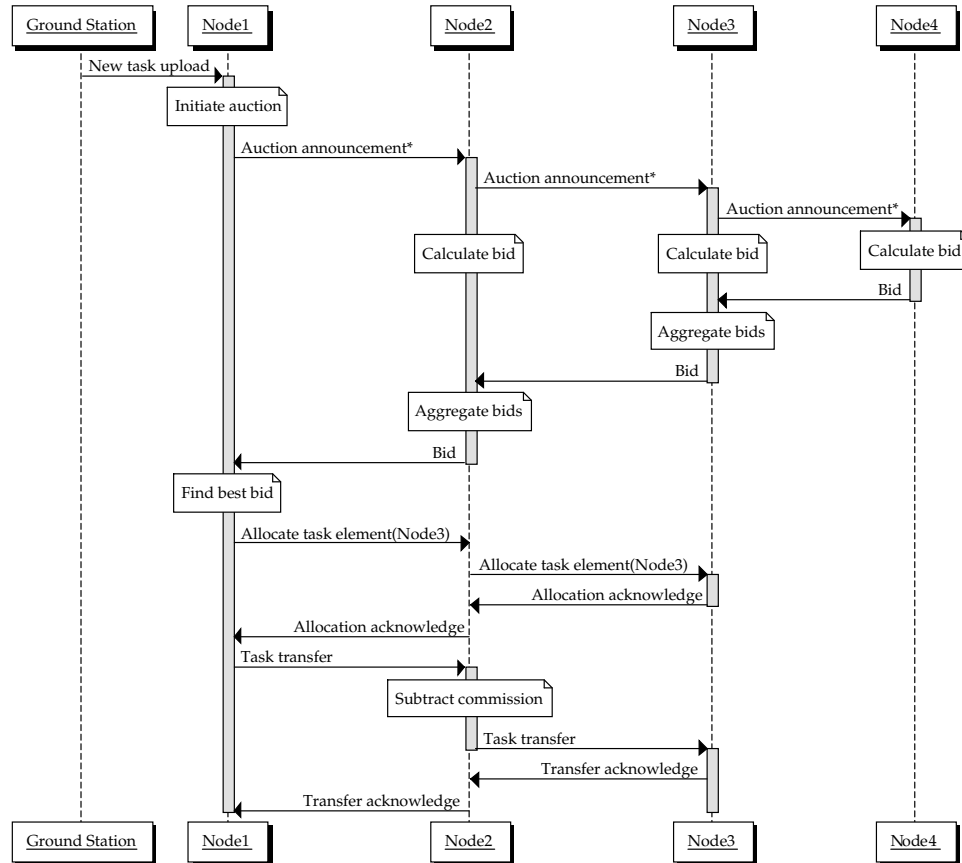 Ground Station
Node1
Node2
Node3
Node4
New task upload
Initiate auction
Auction announcement*
Auction announcement*
Auction announcement*
Calculate bid
Calculate bid
Calculate bid
Bid
Aggregate bids
Bid
Aggregate bids
Bid
Find best bid
Allocate task element(Node3)
Allocate task element(Node3)
Allocation acknowledge
Allocation acknowledge
Task transfer
Subtract commission
Task transfer
Transfer acknowledge
Transfer acknowledge
Ground Station
Node1
Node2
Node3
Node4